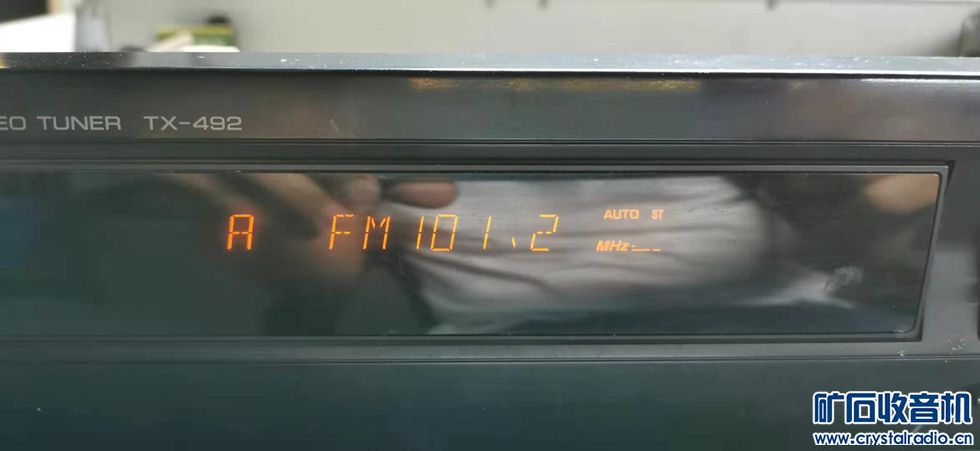 EO TUNER TX-492
A FM 101.2
AUTO ST
MHz
矿石收音机
www.crystalradio.cn